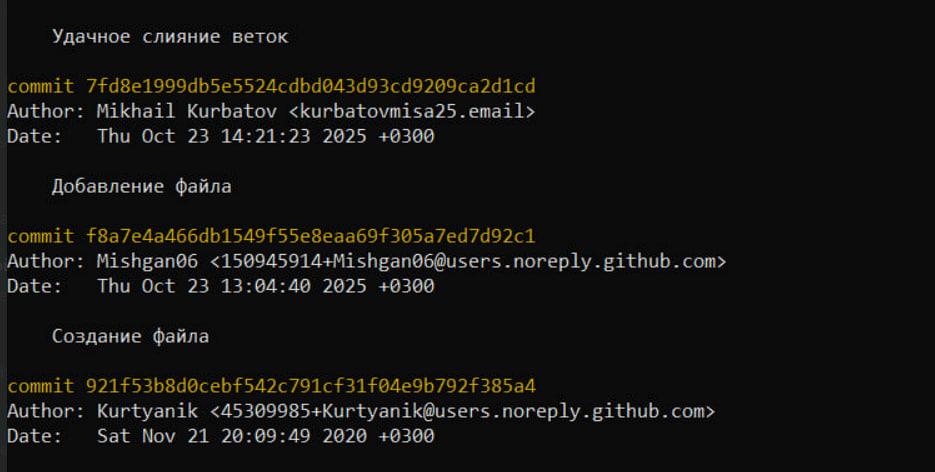 Удачное слияние веток
commit 7fd8e1999db5e5524cdbd043d93cd9209ca2d1cd
Author: Mikhail Kurbatov <kurbatovmisa25.email>
Date:   Thu Oct 23 14:21:23 2025 +0300
Добавление файла
commit f8a7e4a466db1549f55e8eaa69f305a7ed7d92c1
Author: Mishgan06 <150945914+Mishgan06@users.noreply.github.com>
Date:   Thu Oct 23 13:04:40 2025 +0300
Создание файла
commit 921f53b8d0cebf542c791cf31f04e9b792f385a4
Author: Kurtyanik <45309985+Kurtyanik@users.noreply.github.com>
Date:   Sat Nov 21 20:09:49 2020 +0300